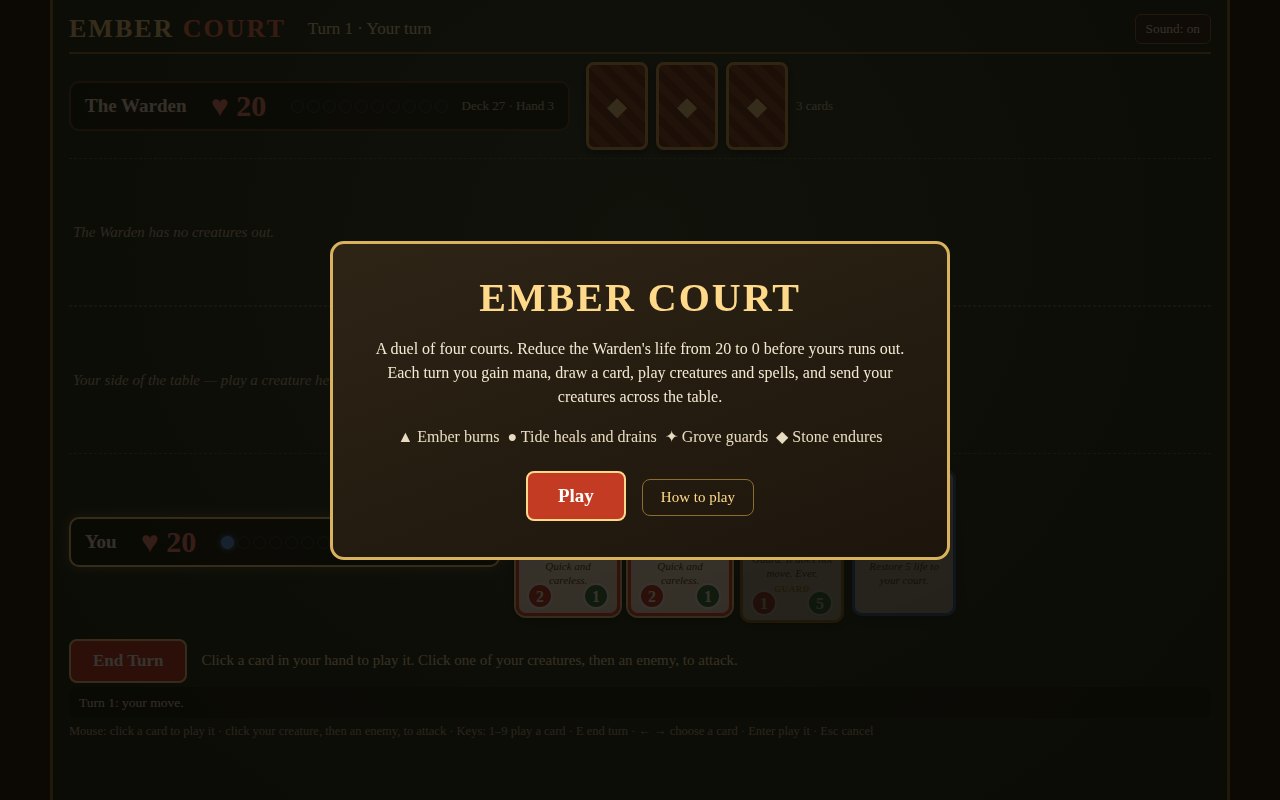 EMBER COURT Turn 1 · Your turn Sound: on
The Warden ♥ 20 Deck 27 · Hand 3 3 cards
The Warden has no creatures out.
EMBER COURT
A duel of four courts. Reduce the Warden's life from 20 to 0 before yours runs out.
Each turn you gain mana, draw a card, play creatures and spells, and send your
creatures across the table.
▲ Ember burns ● Tide heals and drains ✦ Grove guards ◆ Stone endures
Play How to play
Your side of the table — play a creature
You ♥ 20
Quick and
careless.
2 1
Quick and
careless.
2 1
move. Ever.
GUARD
1 5
Restore 5 life to
your court.
End Turn Click a card in your hand to play it. Click one of your creatures, then an enemy, to attack.
Turn 1: your move.
Mouse: click a card to play it · click your creature, then an enemy, to attack · Keys: 1–9 play a card · E end turn · ← → choose a card · Enter play it · Esc cancel